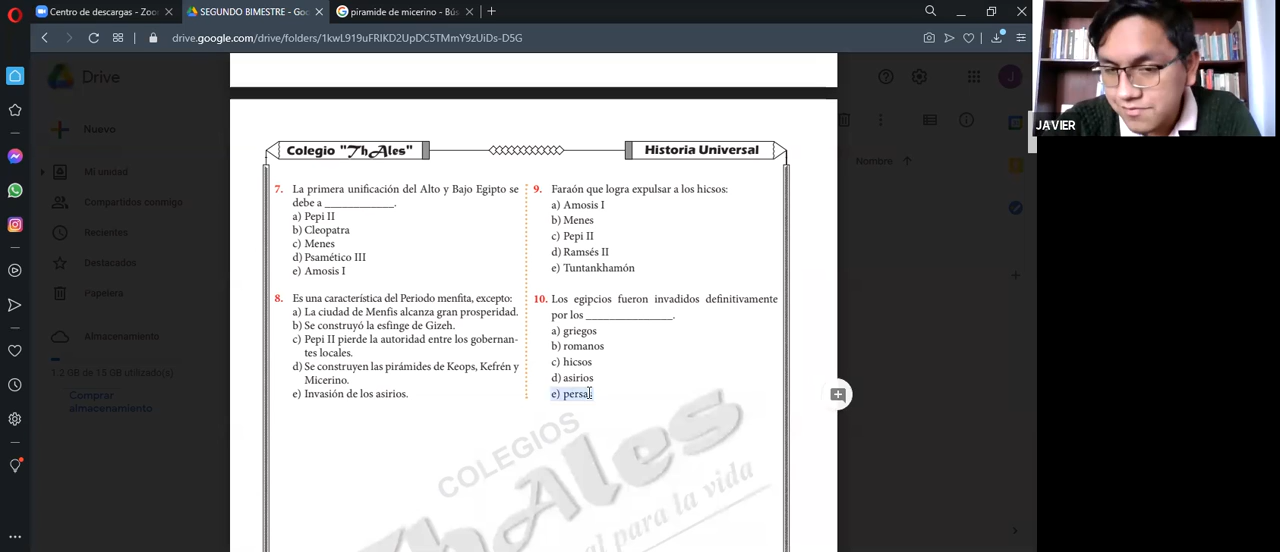 Centro de descargas - Zoo
SEGUNDO BIMESTRE - Goo
piramide de micerino - Bús
drive.google.com/drive/folders/1kwL919uFRIKD2UpDC5TMmY9zUiDs-D5G
Drive
Nuevo
Mi unidad
Compartidos conmigo
Recientes
Destacados
Papelera
Almacenamiento
1.2 GB de 15 GB utilizado(s)
Comprar
almacenamiento
Nombre
J
JAVIER
Colegio "ThAles"
Historia Universal
7. La primera unificación del Alto y Bajo Egipto se
debe a ____________.
a) Pepi II
b) Cleopatra
c) Menes
d) Psamético III
e) Amosis I
8. Es una característica del Periodo menfita, excepto:
a) La ciudad de Menfis alcanza gran prosperidad.
b) Se construyó la esfinge de Gizeh.
c) Pepi II pierde la autoridad entre los gobernan-
tes locales.
d) Se construyen las pirámides de Keops, Kefrén y
Micerino.
e) Invasión de los asirios.
9. Faraón que logra expulsar a los hicsos:
a) Amosis I
b) Menes
c) Pepi II
d) Ramsés II
e) Tuntankhamón
10. Los egipcios fueron invadidos definitivamente
por los _______________.
a) griegos
b) romanos
c) hicsos
d) asirios
e) persas
COLEGIOS
ThAles
al para la vida